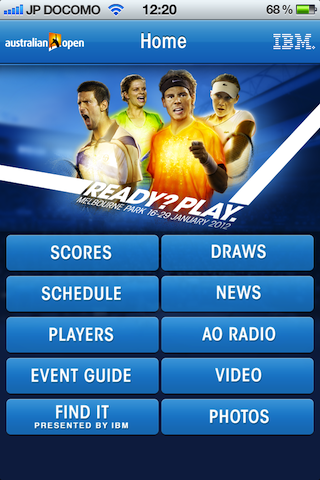 JP DOCOMO 12:20 68 %
australian open Home IBM.
READY? PLAY.
MELBOURNE PARK 16-29 JANUARY 2012
SCORES DRAWS
SCHEDULE NEWS
PLAYERS AO RADIO
EVENT GUIDE VIDEO
FIND IT PHOTOS
PRESENTED BY IBM